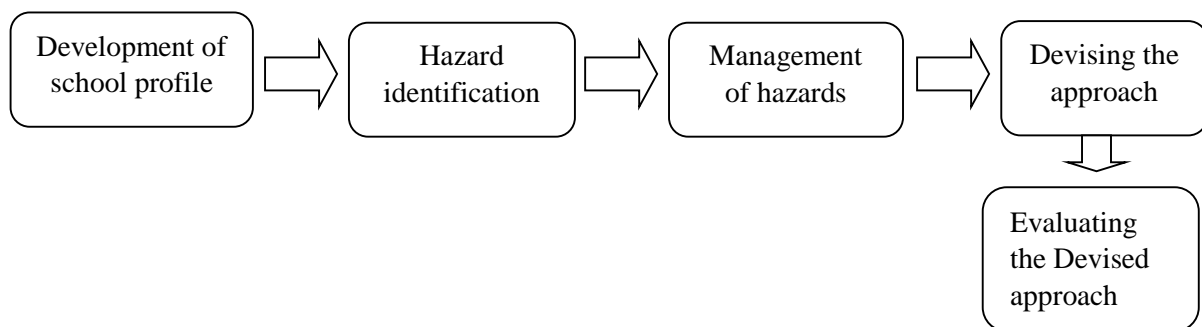 Development of
school profile
Hazard
identification
Management
of hazards
Devising the
approach
Evaluating
the Devised
approach